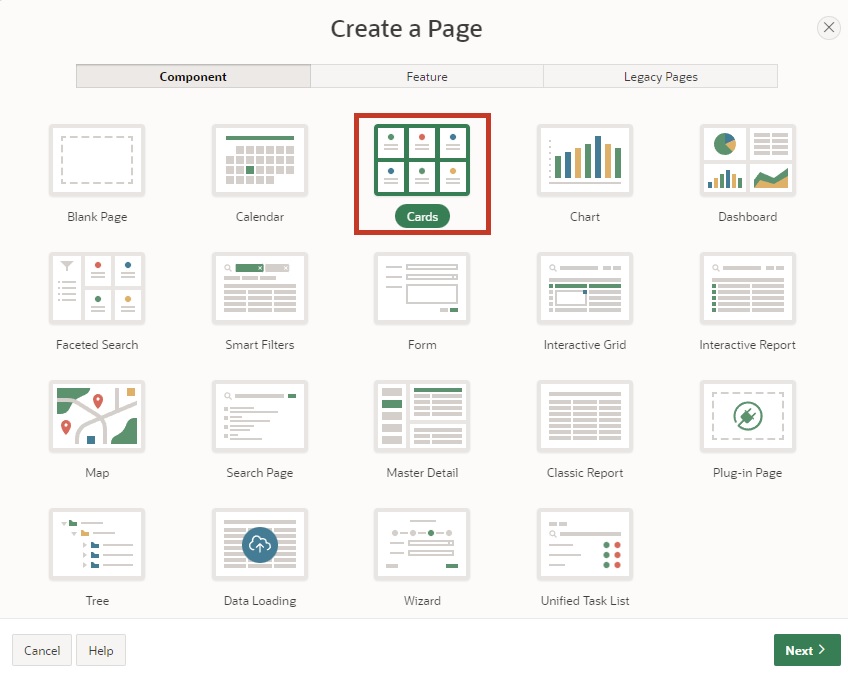 Create a Page
Component
Feature
Legacy Pages
Blank Page
Calendar
Cards
Chart
Dashboard
Faceted Search
Smart Filters
Form
Interactive Grid
Interactive Report
Map
Search Page
Master Detail
Classic Report
Plug-in Page
Tree
Data Loading
Wizard
Unified Task List
Cancel
Help
Next